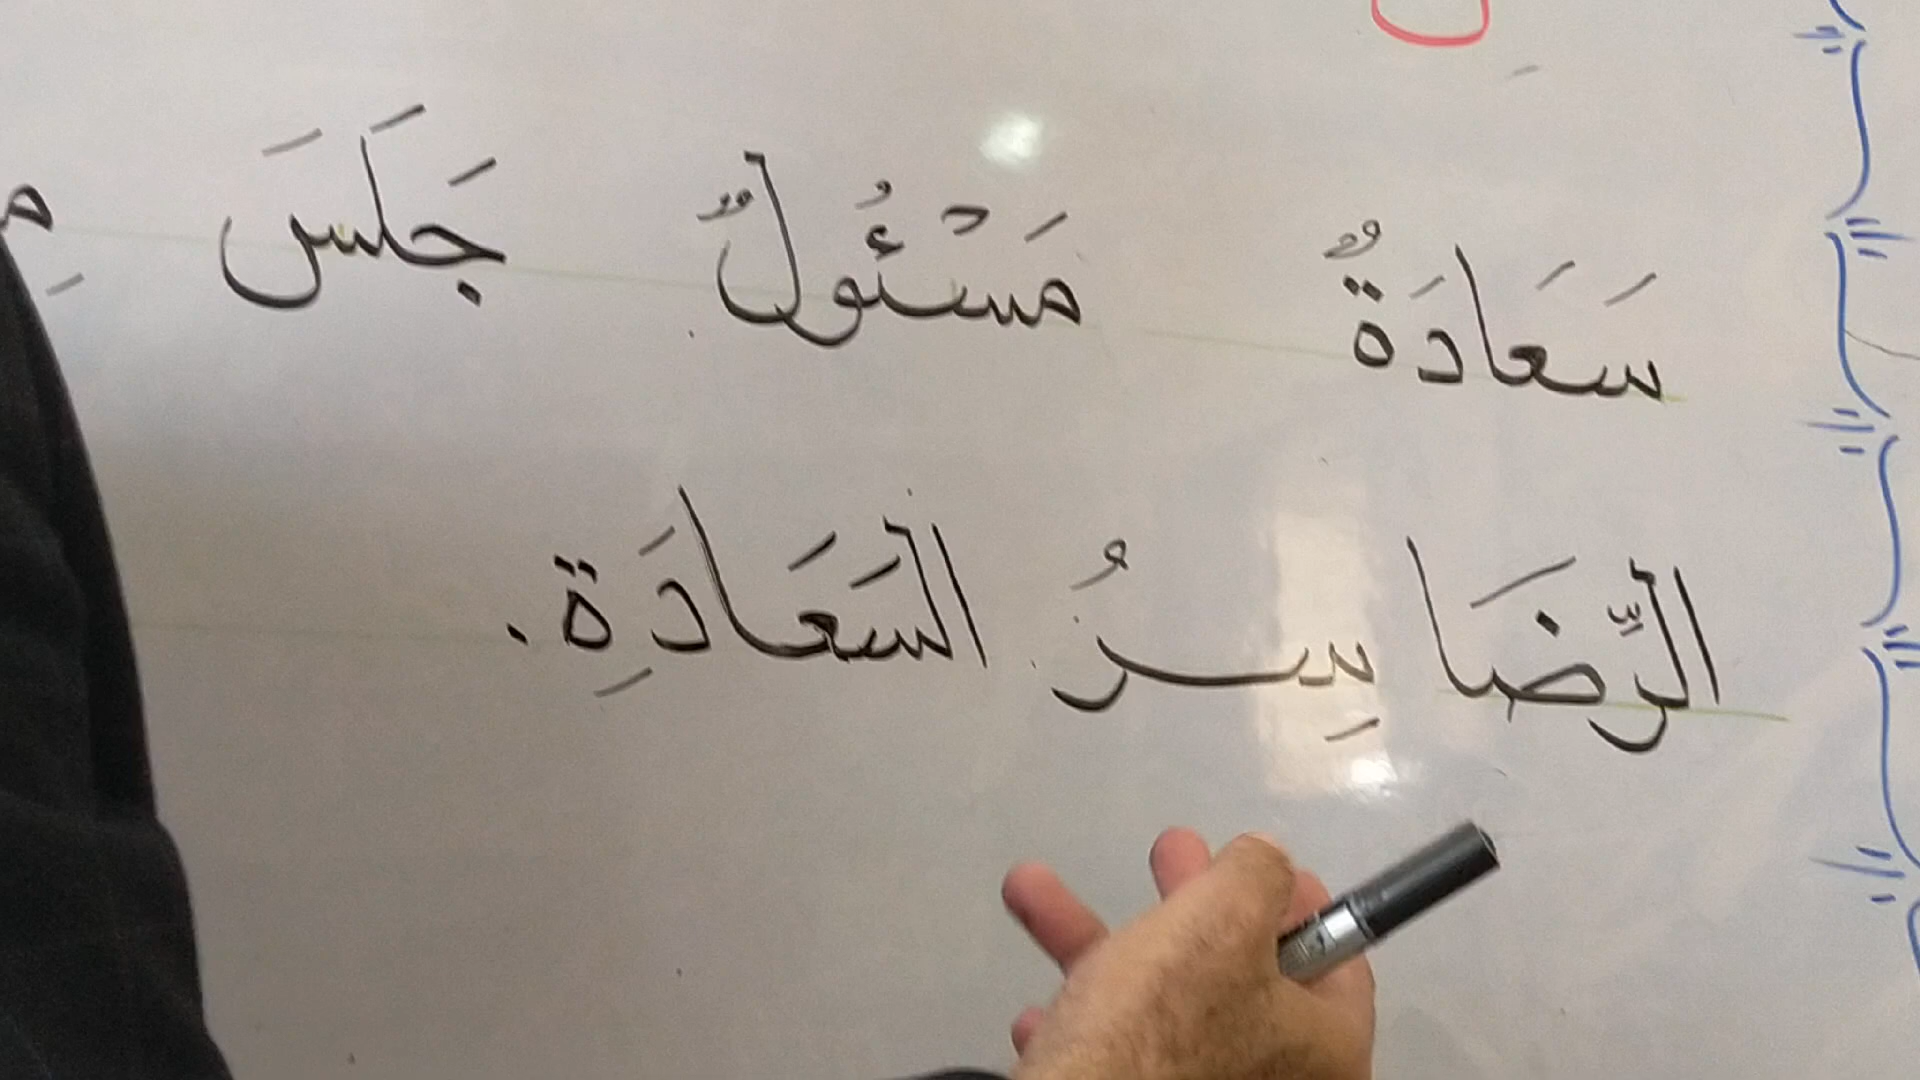 سَعَادَةٌ مَسْئُولٌ جَلَسَ
الرِّضَا سِرُّ السَعَادَةِ.